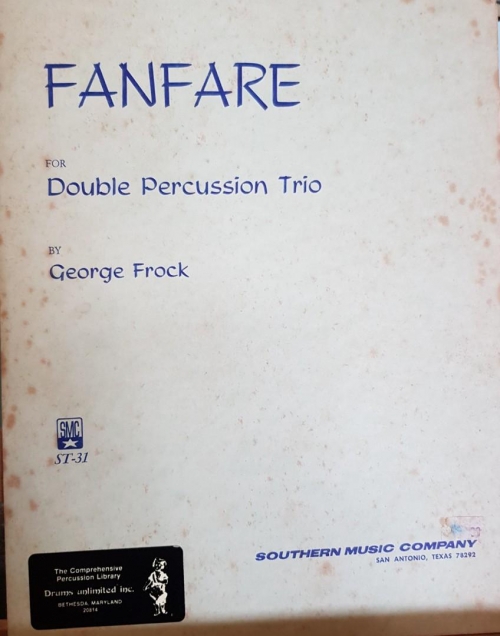 FANFARE
FOR
Double Percussion Trio
BY
George Frock
SMC
ST-31
SOUTHERN MUSIC COMPANY
SAN ANTONIO, TEXAS 78292
The Comprehensive
Percussion Library
Drums unlimited inc.
BETHESDA, MARYLAND
20814